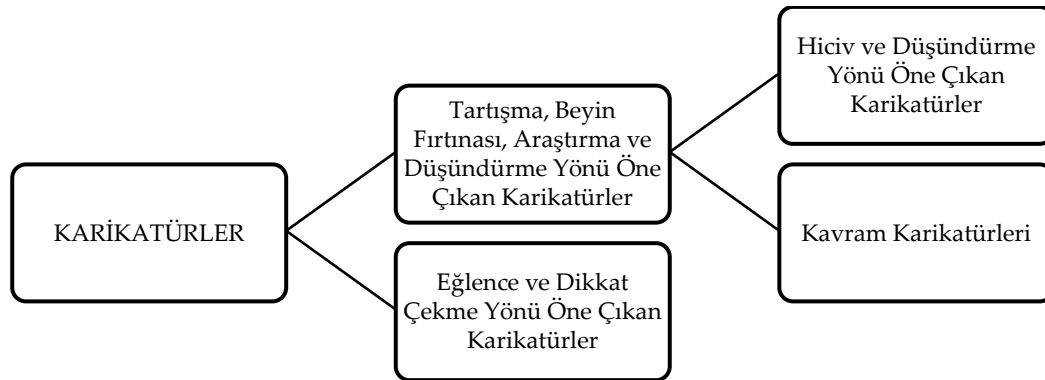 KARİKATÜRLER
Tartışma, Beyin
Fırtınası, Araştırma ve
Düşündürme Yönü Öne
Çıkan Karikatürler
Eğlence ve Dikkat
Çekme Yönü Öne Çıkan
Karikatürler
Hiciv ve Düşündürme
Yönü Öne Çıkan
Karikatürler
Kavram Karikatürleri